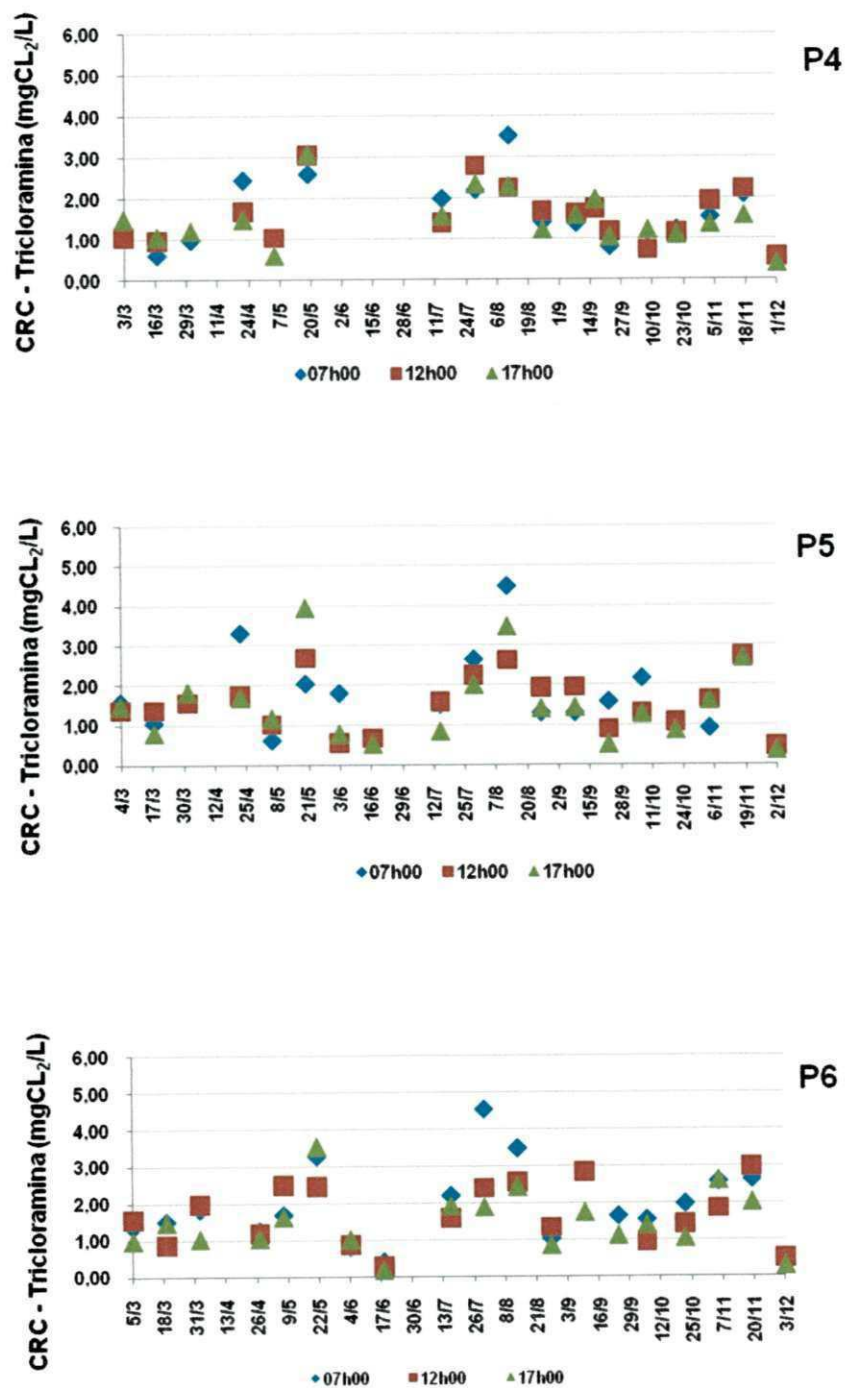 P4
CRC - Tricloramina (mgCL₂/L)
6,00
5,00
4,00
3,00
2,00
1,00
0,00
3/3 16/3 29/3 11/4 24/4 7/5 20/5 2/6 15/6 28/6 11/7 24/7 6/8 19/8 1/9 14/9 27/9 10/10 23/10 5/11 18/11 1/12
07h00 12h00 17h00
P5
CRC - Tricloramina (mgCL₂/L)
6,00
5,00
4,00
3,00
2,00
1,00
0,00
4/3 17/3 30/3 12/4 25/4 8/5 21/5 3/6 16/6 29/6 12/7 25/7 7/8 20/8 2/9 15/9 28/9 11/10 24/10 6/11 19/11 2/12
07h00 12h00 17h00
P6
CRC - Tricloramina (mgCL₂/L)
6,00
5,00
4,00
3,00
2,00
1,00
0,00
5/3 18/3 31/3 13/4 26/4 9/5 22/5 4/6 17/6 30/6 13/7 26/7 8/8 21/8 3/9 16/9 29/9 12/10 25/10 7/11 20/11 3/12
07h00 12h00 17h00